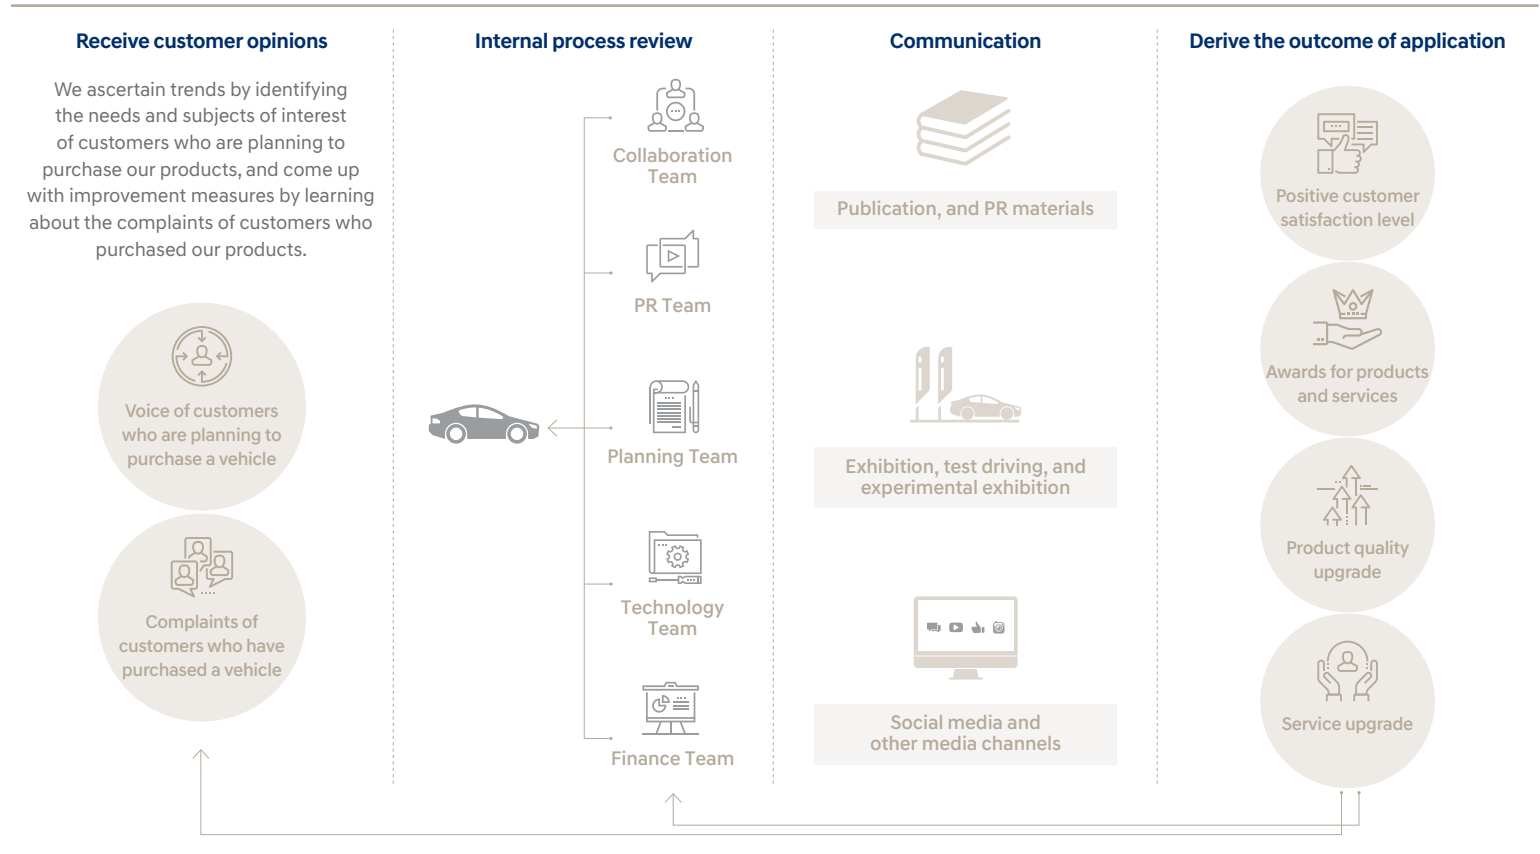 Receive customer opinions
We ascertain trends by identifying
the needs and subjects of interest
of customers who are planning to
purchase our products, and come up
with improvement measures by learning
about the complaints of customers who
purchased our products.
Voice of customers
who are planning to
purchase a vehicle
Complaints of
customers who have
purchased a vehicle
Internal process review
Collaboration
Team
PR Team
Planning Team
Technology
Team
Finance Team
Communication
Publication, and PR materials
Exhibition, test driving, and
experimental exhibition
Social media and
other media channels
Derive the outcome of application
Positive customer
satisfaction level
Awards for products
and services
Product quality
upgrade
Service upgrade